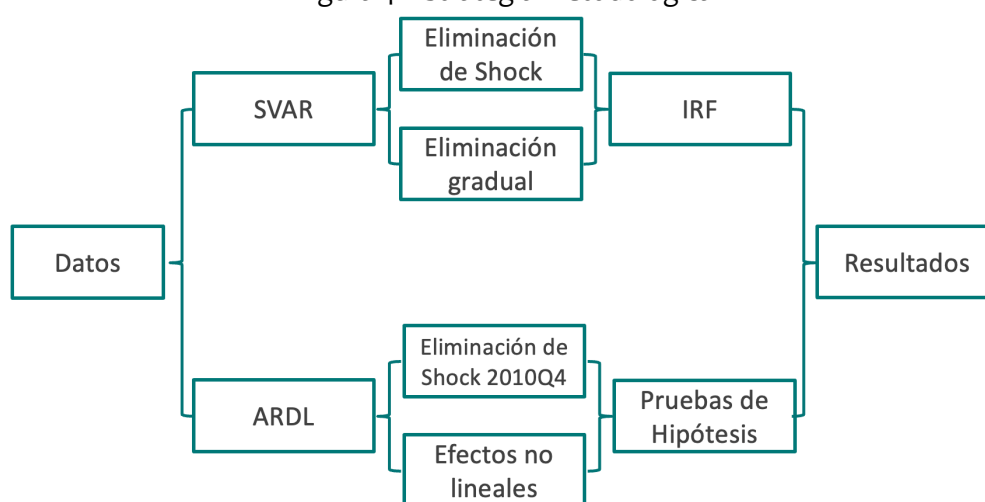 Eliminación
de Shock
SVAR
IRF
Eliminación
gradual
Datos
Resultados
Eliminación de
Shock 2010Q4
ARDL
Pruebas de
Hipótesis
Efectos no
lineales